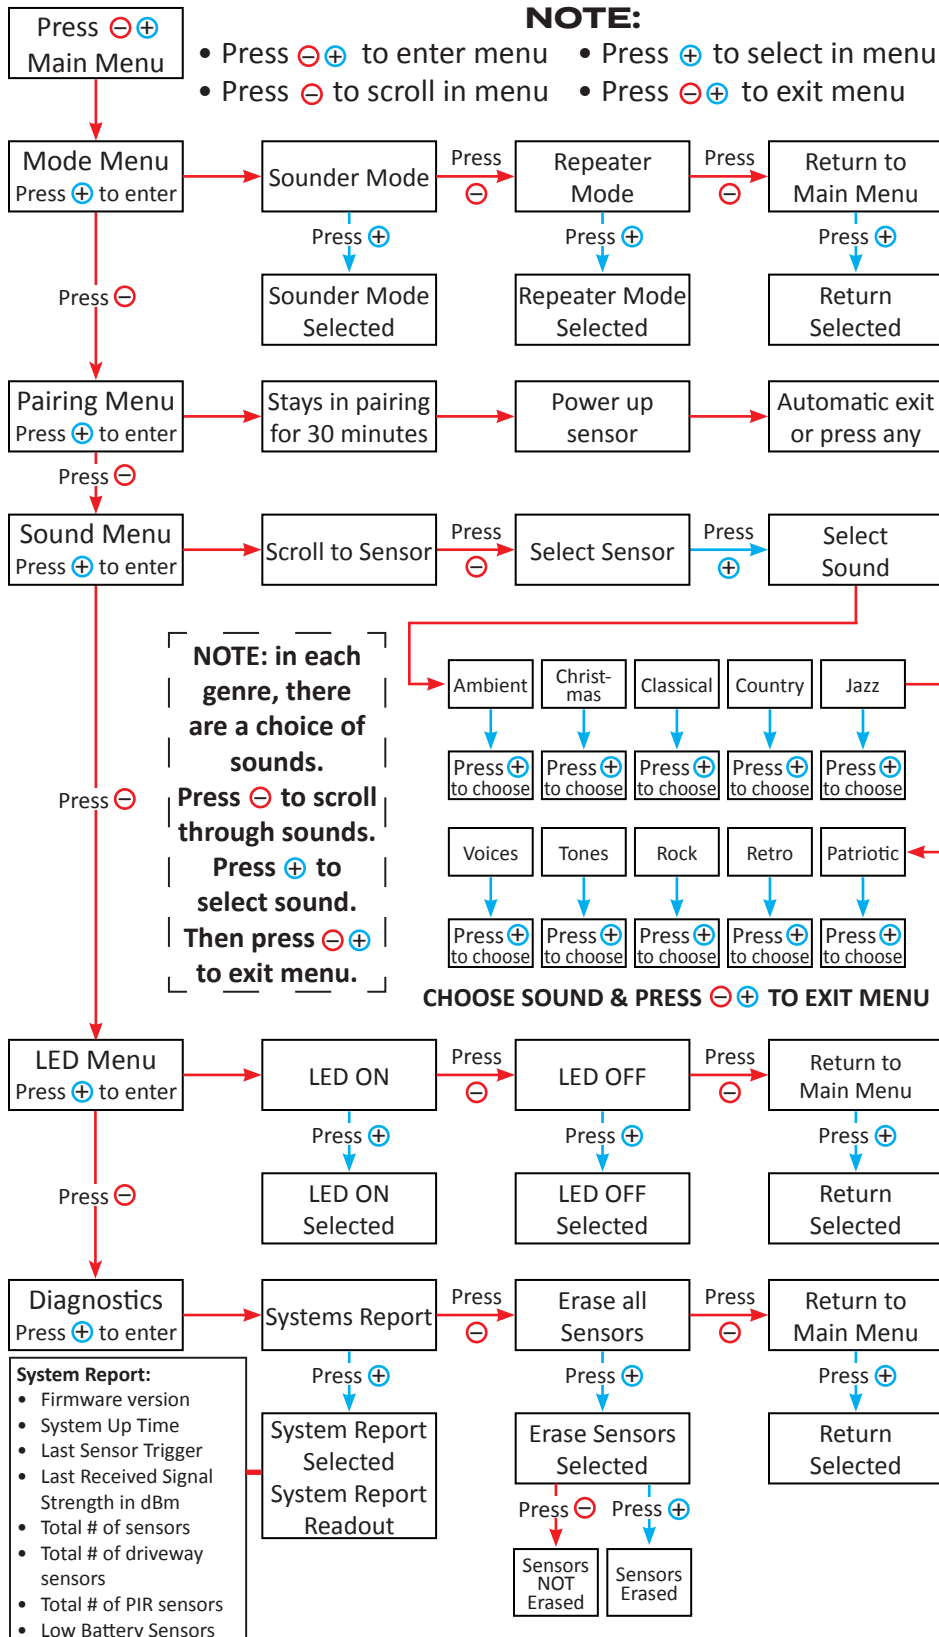 Press ⊖ ⊕
Main Menu
NOTE:
• Press ⊖ ⊕ to enter menu
• Press ⊕ to select in menu
• Press ⊖ to scroll in menu
• Press ⊖ ⊕ to exit menu
Mode Menu
Press ⊕ to enter
Sounder Mode
Press
⊖
Repeater
Mode
Press
⊖
Return to
Main Menu
Press ⊕
Press ⊕
Press ⊕
Sounder Mode
Selected
Repeater Mode
Selected
Return
Selected
Press ⊖
Pairing Menu
Press ⊕ to enter
Stays in pairing
for 30 minutes
Power up
sensor
Automatic exit
or press any
Press ⊖
Sound Menu
Press ⊕ to enter
Scroll to Sensor
Press
⊖
Select Sensor
Press
⊕
Select
Sound
NOTE: in each
genre, there
are a choice of
sounds.
Press ⊖ to scroll
through sounds.
Press ⊕ to
select sound.
Then press ⊖ ⊕
to exit menu.
Ambient
Christ-
mas
Classical
Country
Jazz
Press ⊕
to choose
Press ⊕
to choose
Press ⊕
to choose
Press ⊕
to choose
Press ⊕
to choose
Press ⊖
Voices
Tones
Rock
Retro
Patriotic
Press ⊕
to choose
Press ⊕
to choose
Press ⊕
to choose
Press ⊕
to choose
Press ⊕
to choose
CHOOSE SOUND & PRESS ⊖ ⊕ TO EXIT MENU
LED Menu
Press ⊕ to enter
LED ON
Press
⊖
LED OFF
Press
⊖
Return to
Main Menu
Press ⊕
Press ⊕
Press ⊕
LED ON
Selected
LED OFF
Selected
Return
Selected
Press ⊖
Diagnostics
Press ⊕ to enter
Systems Report
Press
⊖
Erase all
Sensors
Press
⊖
Return to
Main Menu
Press ⊕
Press ⊕
Press ⊕
System Report:
• Firmware version
• System Up Time
• Last Sensor Trigger
• Last Received Signal
Strength in dBm
• Total # of sensors
• Total # of driveway
sensors
• Total # of PIR sensors
• Low Battery Sensors
System Report
Selected
System Report
Readout
Erase Sensors
Selected
Return
Selected
Press ⊖
Press ⊕
Sensors
NOT
Erased
Sensors
Erased